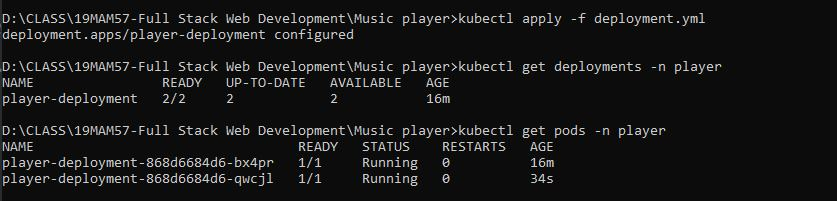 D:\CLASS\19MAM57-Full Stack Web Development\Music player>kubectl apply -f deployment.yml
deployment.apps/player-deployment configured
D:\CLASS\19MAM57-Full Stack Web Development\Music player>kubectl get deployments -n player
NAME READY UP-TO-DATE AVAILABLE AGE
player-deployment 2/2 2 2 16m
D:\CLASS\19MAM57-Full Stack Web Development\Music player>kubectl get pods -n player
NAME READY STATUS RESTARTS AGE
player-deployment-868d6684d6-bx4pr 1/1 Running 0 16m
player-deployment-868d6684d6-qwcjl 1/1 Running 0 34s